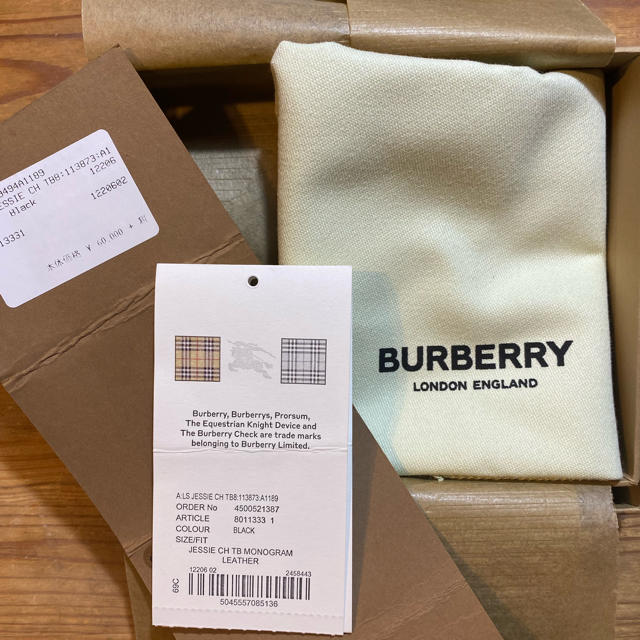 9494A1189
JESSIE CH TB8:113873:A1
12206
Black
1220602
13331
本体価格 ¥ 60,000 + 税
BURBERRY
LONDON ENGLAND
Burberry, Burberrys, Prorsum,
The Equestrian Knight Device and
The Burberry Check are trade marks
belonging to Burberry Limited.
A:LS JESSIE CH TB8:113873:A1189
ORDER No 4500521387
ARTICLE 8011333 1
COLOUR BLACK
SIZE/FIT
JESSIE CH TB MONOGRAM
LEATHER
12206 02 2458443
69C
5045557085136